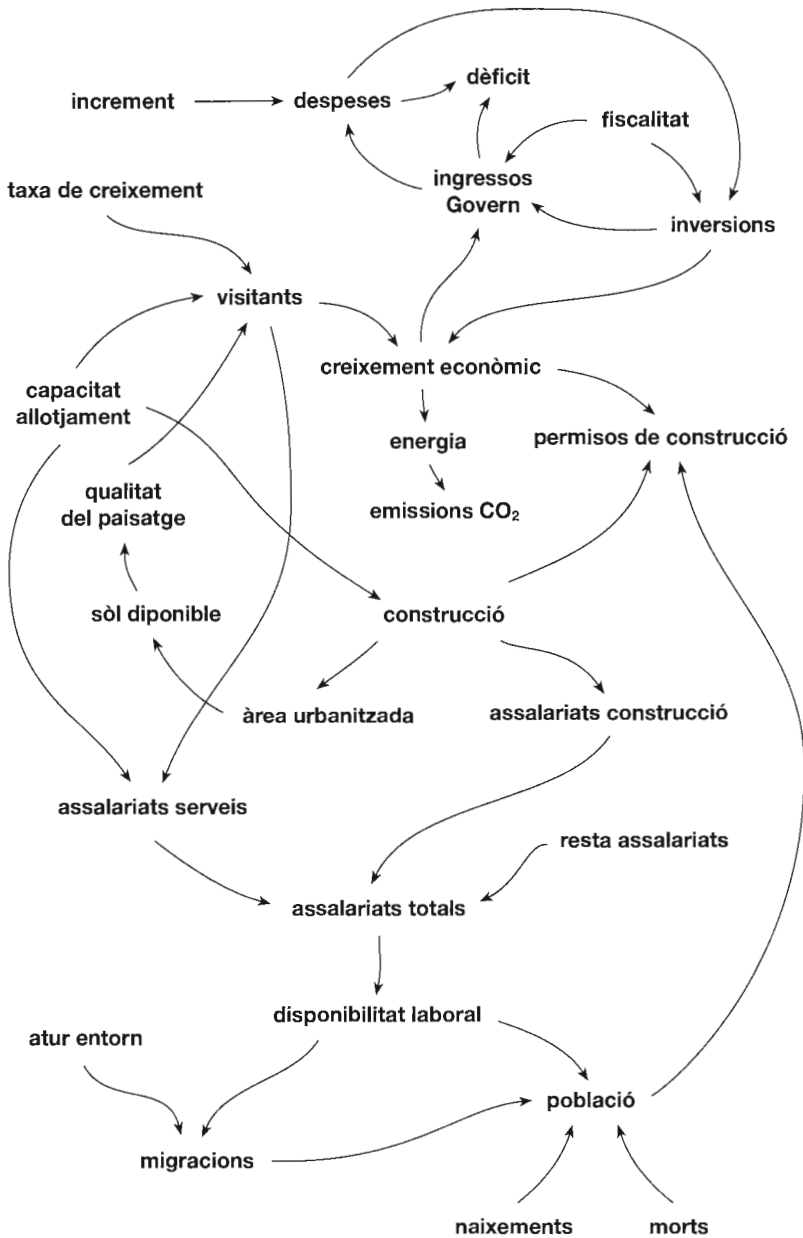 dèficit
increment
despeses
fiscalitat
ingressos
Govern
taxa de creixement
inversions
visitants
creixement econòmic
capacitat
allotjament
energia
permisos de construcció
qualitat
del paisatge
emissions CO₂
sòl diponible
construcció
àrea urbanitzada
assalariats construcció
assalariats serveis
resta assalariats
assalariats totals
disponibilitat laboral
atur entorn
població
migracions
naixements
morts